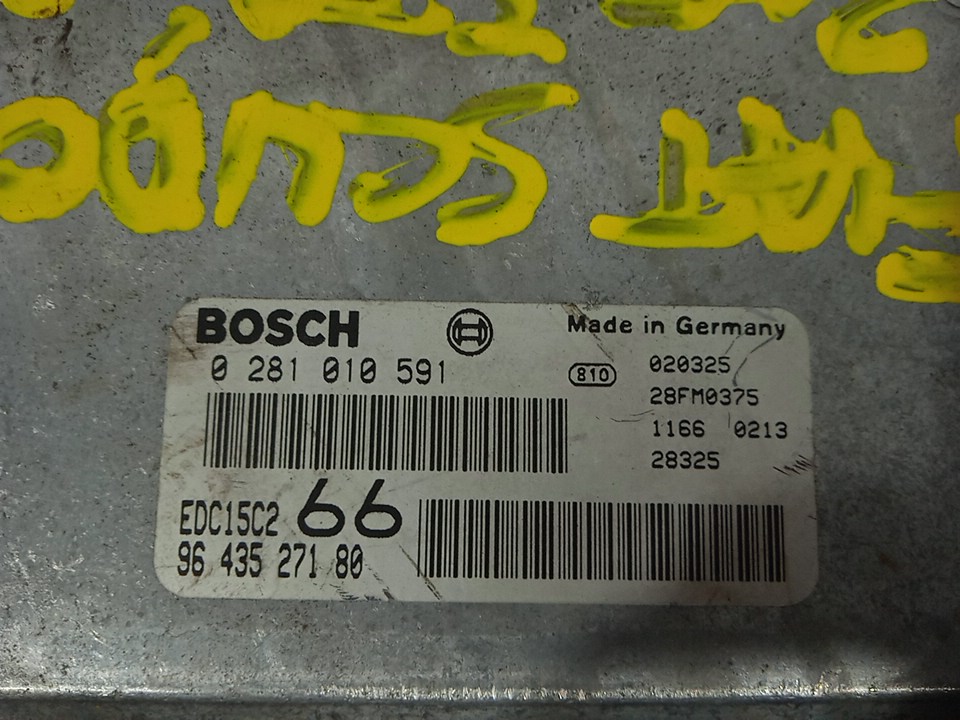 BOSCH
Made in Germany
0 281 010 591
810
020325
28FM0375
1166 0213
28325
EDC15C2 66
96 435 271 80